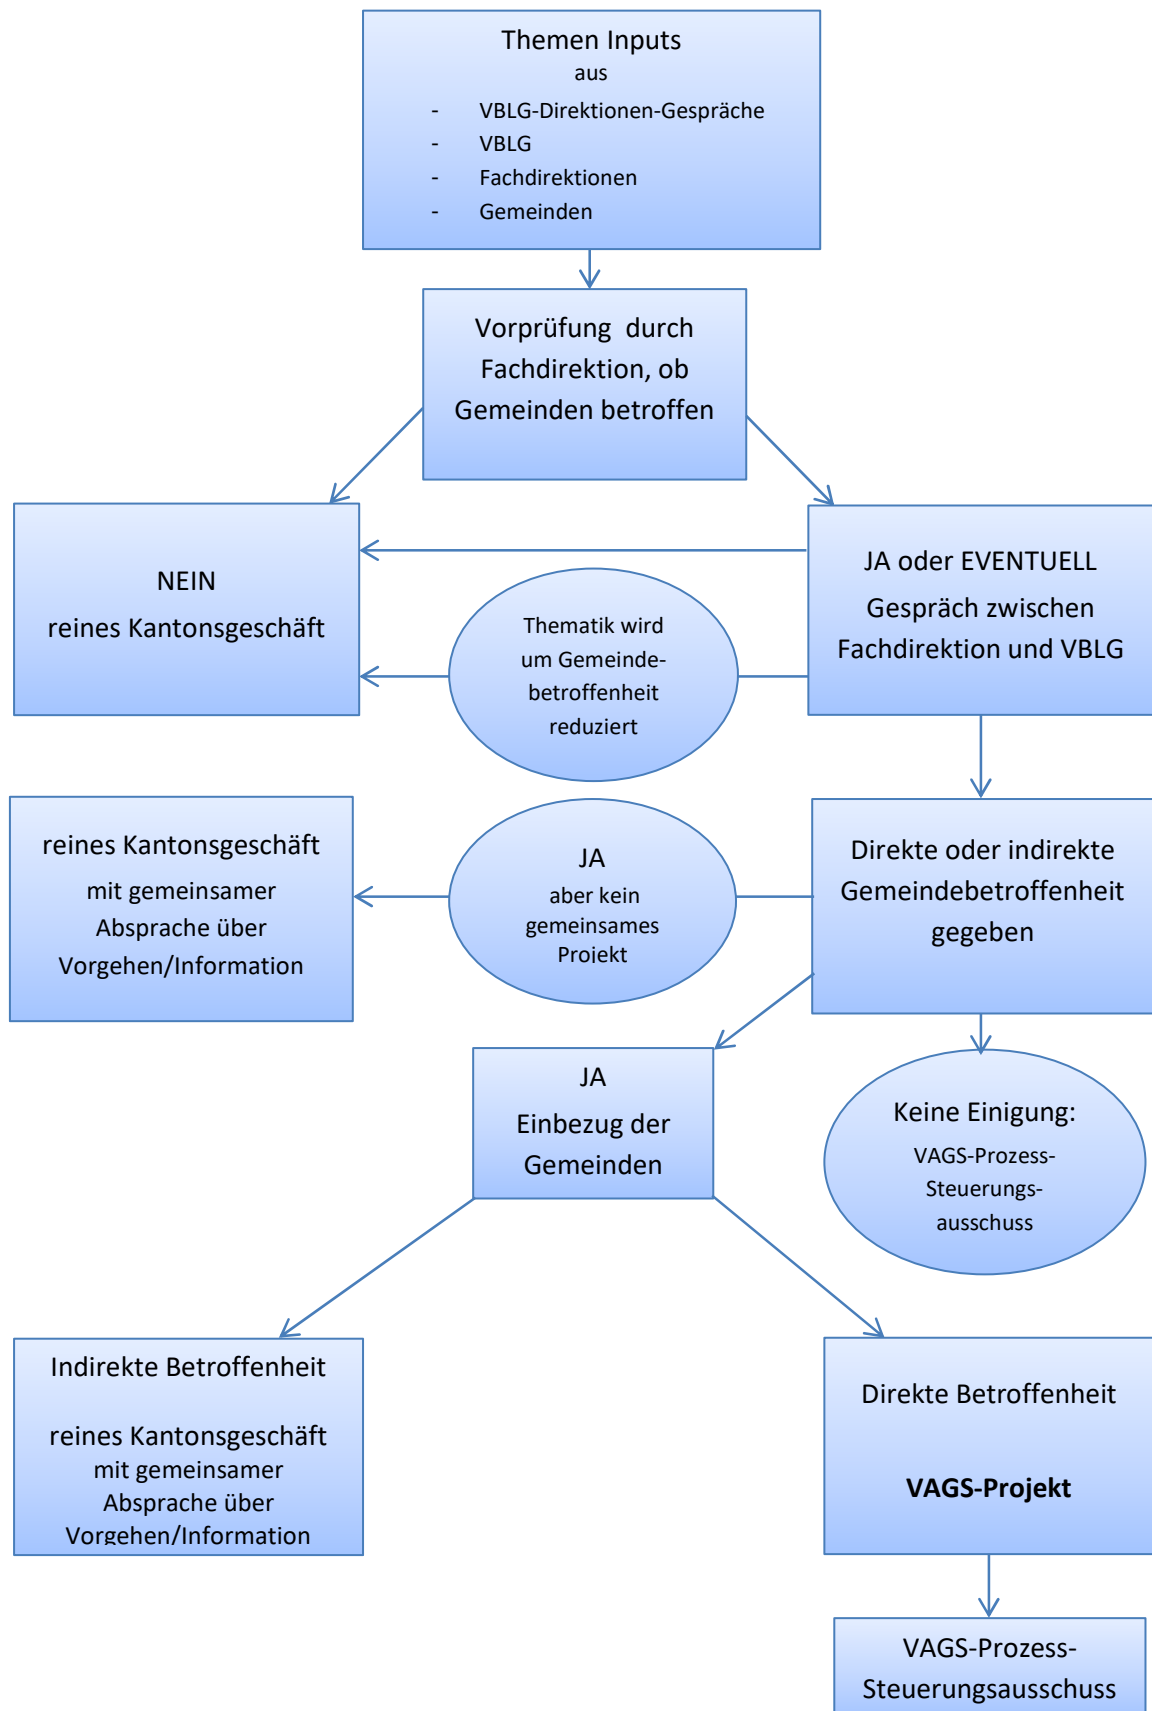 Themen Inputs
aus
- VBLG-Direktionen-Gespräche
- VBLG
- Fachdirektionen
- Gemeinden
Vorprüfung durch
Fachdirektion, ob
Gemeinden betroffen
NEIN
reines Kantonsgeschäft
JA oder EVENTUELL
Gespräch zwischen
Fachdirektion und VBLG
Thematik wird
um Gemeinde-
betroffenheit
reduziert
reines Kantonsgeschäft
mit gemeinsamer
Absprache über
Vorgehen/Information
JA
aber kein
gemeinsames
Projekt
Direkte oder indirekte
Gemeindebetroffenheit
gegeben
JA
Einbezug der
Gemeinden
Keine Einigung:
VAGS-Prozess-
Steuerungs-
ausschuss
Indirekte Betroffenheit
reines Kantonsgeschäft
mit gemeinsamer
Absprache über
Vorgehen/Information
Direkte Betroffenheit
VAGS-Projekt
VAGS-Prozess-
Steuerungsausschuss